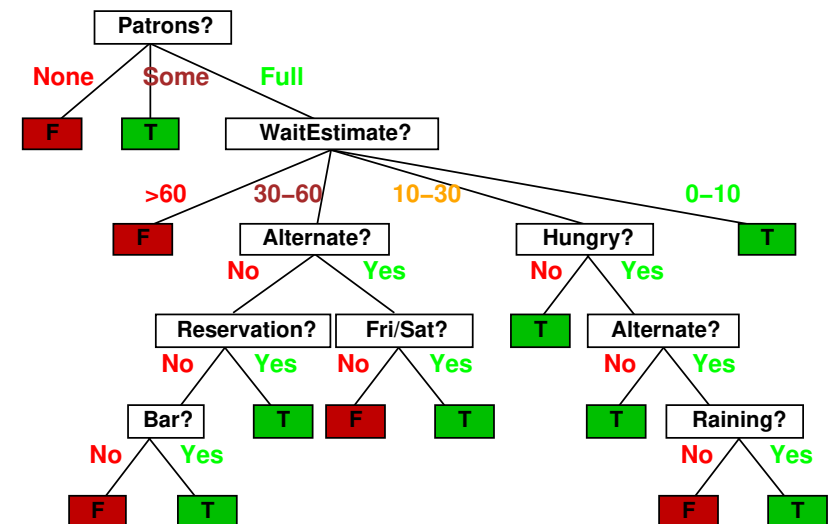 Patrons?
None Some Full
F T WaitEstimate?
>60 30–60 10–30 0–10
F Alternate? Hungry? T
No Yes No Yes
Reservation? Fri/Sat? T Alternate?
No Yes No Yes No Yes
Bar? T F T T Raining?
No Yes No Yes
F T F T